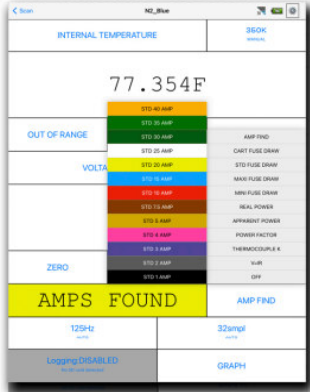 Scan
N2_Blue
INTERNAL TEMPERATURE
350K
MANUAL
77.354F
OUT OF RANGE
VOLTA
ZERO
STD 40 AMP
STD 35 AMP
STD 30 AMP
STD 25 AMP
STD 20 AMP
STD 15 AMP
STD 10 AMP
STD 7.5 AMP
STD 5 AMP
STD 4 AMP
STD 3 AMP
STD 2 AMP
STD 1 AMP
AMP FIND
CART FUSE DRAW
STD FUSE DRAW
MAXI FUSE DRAW
MINI FUSE DRAW
REAL POWER
APPARENT POWER
POWER FACTOR
THERMOCOUPLE K
OFF
AMPS FOUND
AMP FIND
125Hz
32smpl
Logging:DISABLED
GRAPH